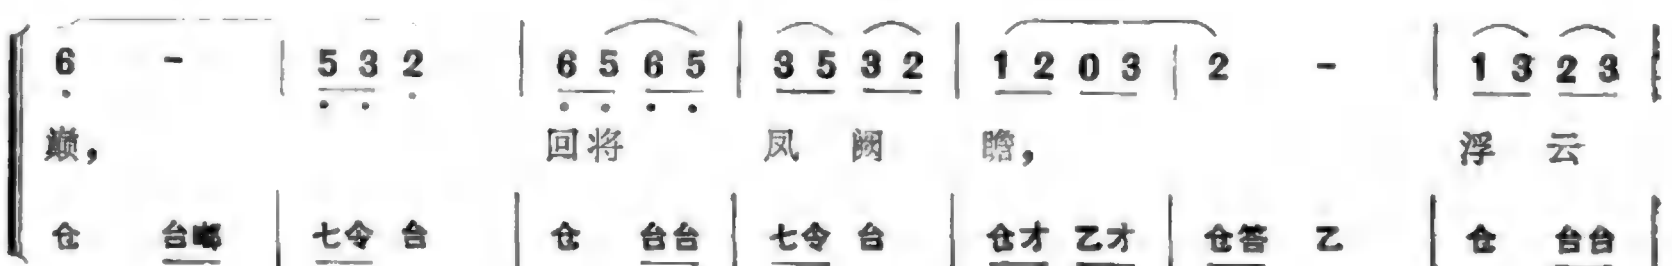 6 - | 5 3 2 | 6 5 6 5 | 3 5 3 2 | 1 2 0 3 | 2 - | 1 3 2 3 |
巅， 回将 凤 阙 瞻， 浮 云
仓 台 | 七令 台 | 仓 台台 | 七令 台 | 仓才 乙才 | 仓答 乙 | 仓 台台 |